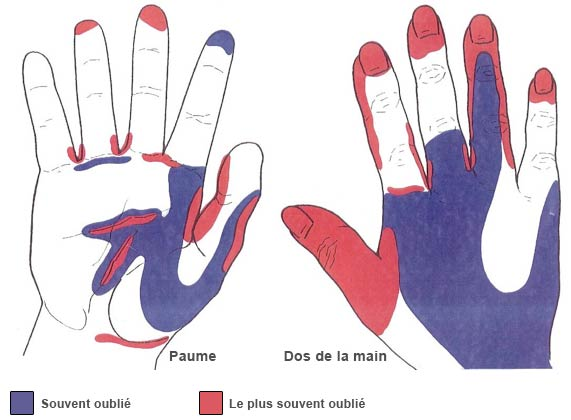 Paume
Dos de la main
Souvent oublié
Le plus souvent oublié